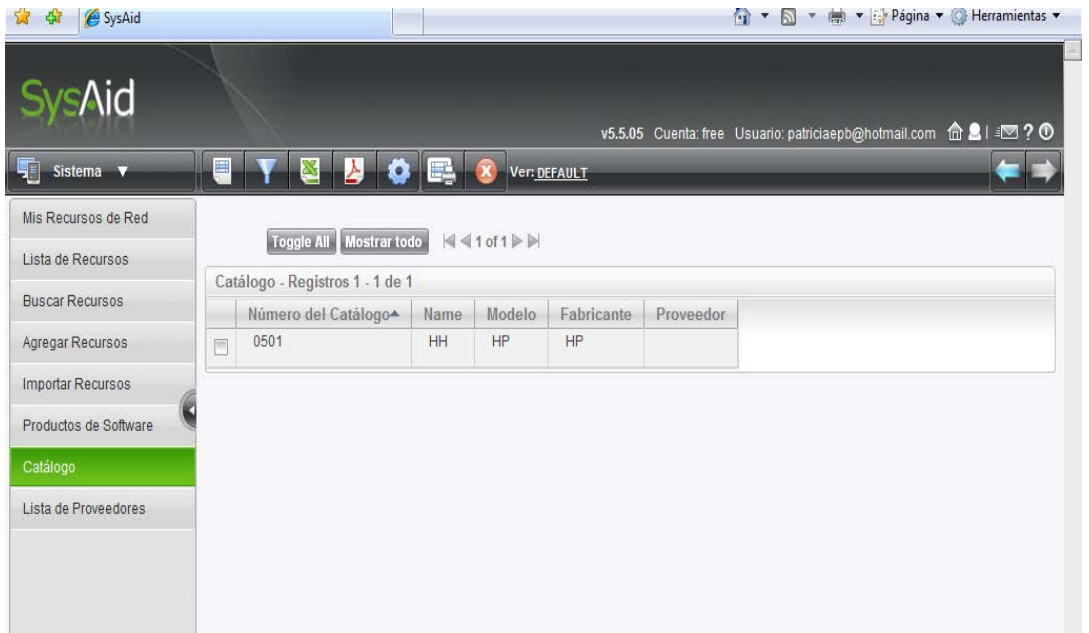 SysAid
Página
Herramientas
SysAid
v5.5.05 Cuenta: free Usuario: patriciaepb@hotmail.com
Sistema
Ver: DEFAULT
Mis Recursos de Red
Lista de Recursos
Buscar Recursos
Agregar Recursos
Importar Recursos
Productos de Software
Catálogo
Lista de Proveedores
Toggle All Mostrar todo 1 of 1
Catálogo - Registros 1 - 1 de 1
Número del Catálogo Name Modelo Fabricante Proveedor
0501 HH HP HP